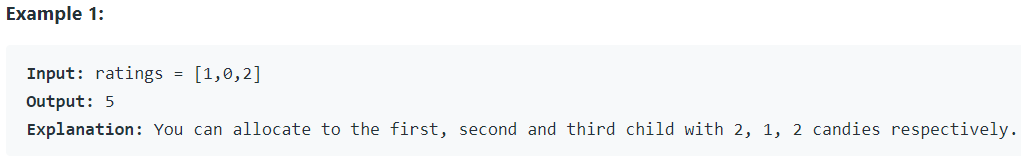 Example 1:
Input: ratings = [1,0,2]
Output: 5
Explanation: You can allocate to the first, second and third child with 2, 1, 2 candies respectively.